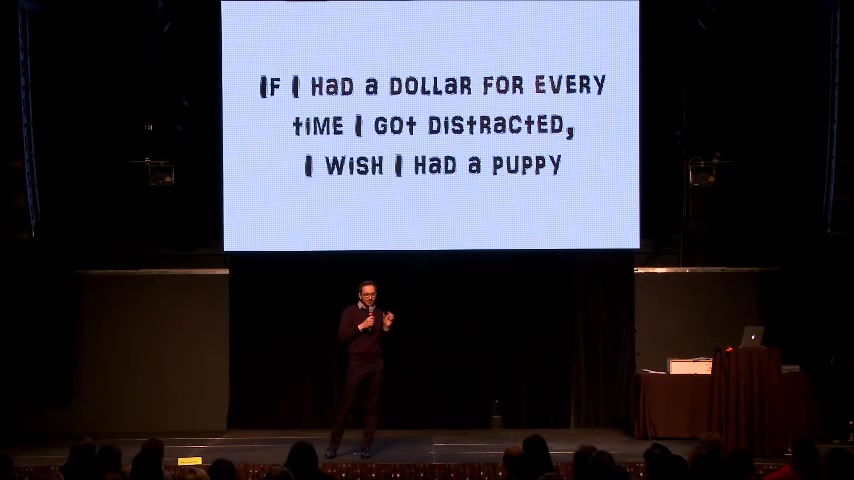 IF I HAD A DOLLAR FOR EVERY
TIME I GOT DISTRACTED,
I WISH I HAD A PUPPY